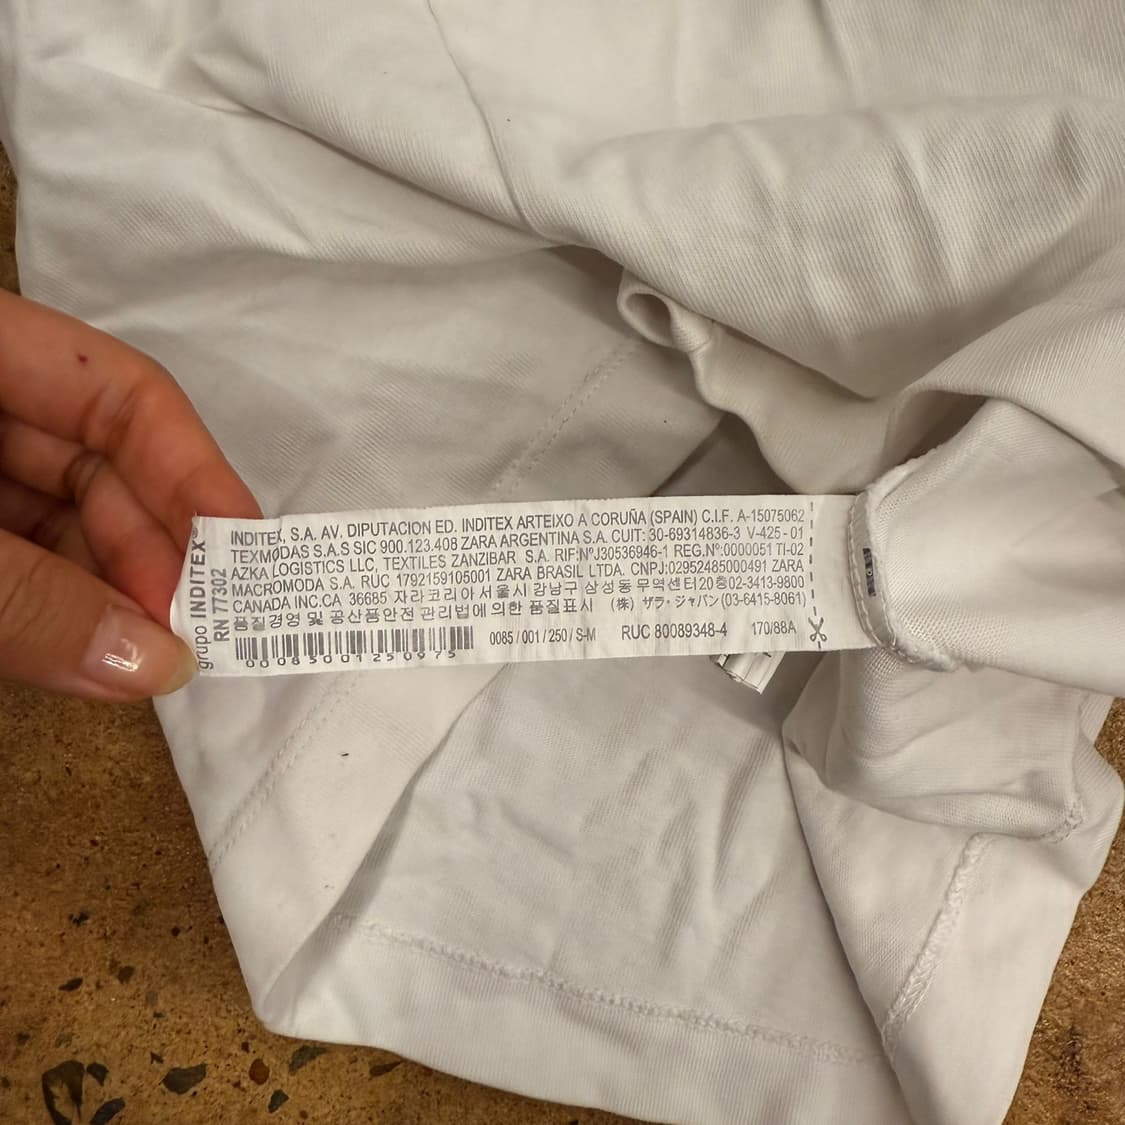 grupo INDITEX®
RN 77302
INDITEX, S.A. AV. DIPUTACION ED. INDITEX ARTEIXO A CORUÑA (SPAIN) C.I.F. A-15075062
TEXMODAS S.A.S SIC 900.123.408 ZARA ARGENTINA S.A. CUIT: 30-69314836-3 V-425-01
AZKA LOGISTICS LLC, TEXTILES ZANZIBAR S.A. RIF:NºJ30536946-1 REG.Nº:0000051 TI-02
MACROMODA S.A. RUC 1792159105001 ZARA BRASIL LTDA. CNPJ:02952485000491 ZARA
CANADA INC.CA 36685 자라코리아 서울시 강남구 삼성동 무역센터20층02-3413-9800
품질경영 및 공산품안전 관리법에 의한 품질표시 (株) ザラ・ジャパン(03-6415-8061)
0085/001/250/S-M RUC 80089348-4 170/88A
0008500125097 5